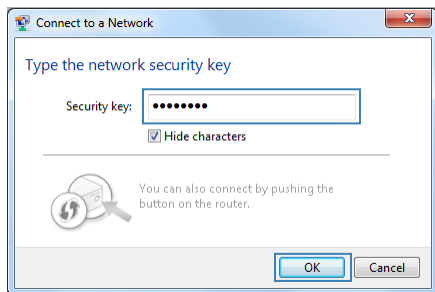 Connect to a Network
Type the network security key
Security key: ••••••••
Hide characters
You can also connect by pushing the
button on the router.
OK Cancel